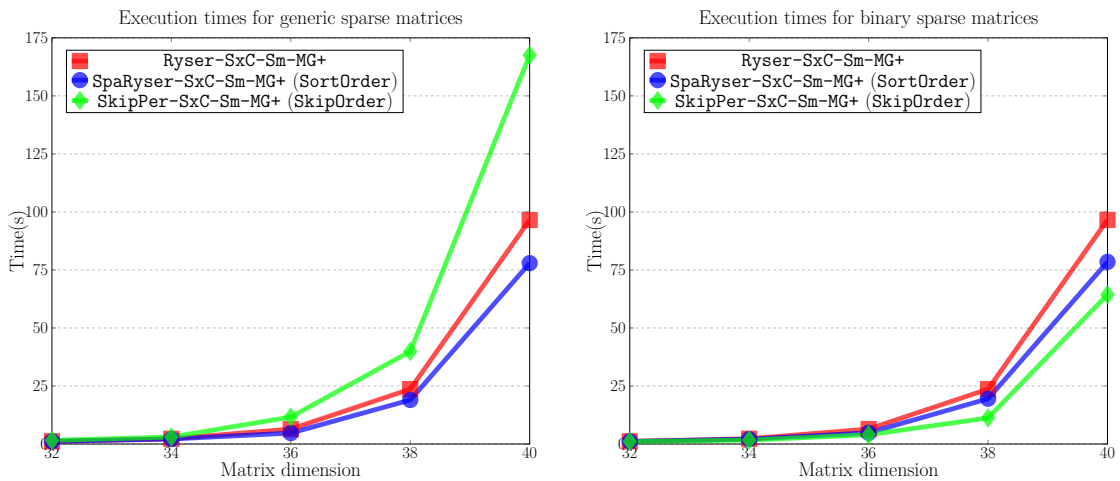 Execution times for generic sparse matrices
175
150
125
100
75
50
25
0
Time(s)
Ryser-SxC-Sm-MG+
SpaRyser-SxC-Sm-MG+ (SortOrder)
SkipPer-SxC-Sm-MG+ (SkipOrder)
32
34
36
38
40
Matrix dimension
Execution times for binary sparse matrices
175
150
125
100
75
50
25
0
Time(s)
Ryser-SxC-Sm-MG+
SpaRyser-SxC-Sm-MG+ (SortOrder)
SkipPer-SxC-Sm-MG+ (SkipOrder)
32
34
36
38
40
Matrix dimension